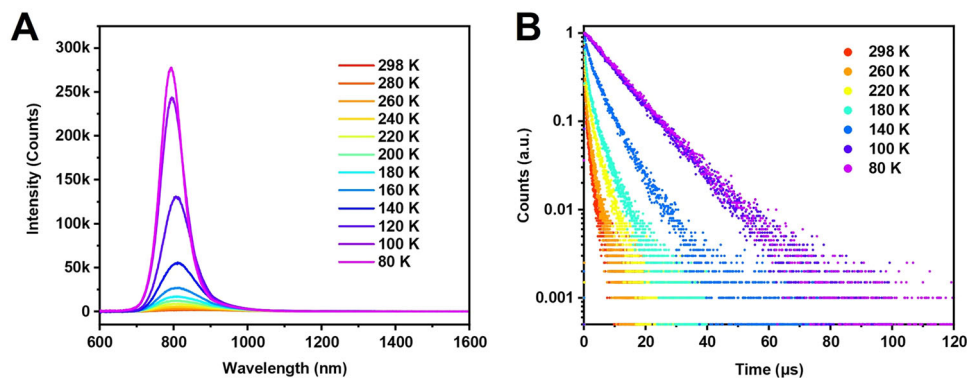 A
300k
250k
200k
150k
100k
50k
0
600
800
1000
1200
1400
1600
Intensity (Counts)
Wavelength (nm)
298 K
280 K
260 K
240 K
220 K
200 K
180 K
160 K
140 K
120 K
100 K
80 K
B
1
0.1
0.01
0.001
0
20
40
60
80
100
120
Counts (a.u.)
Time (µs)
298 K
260 K
220 K
180 K
140 K
100 K
80 K